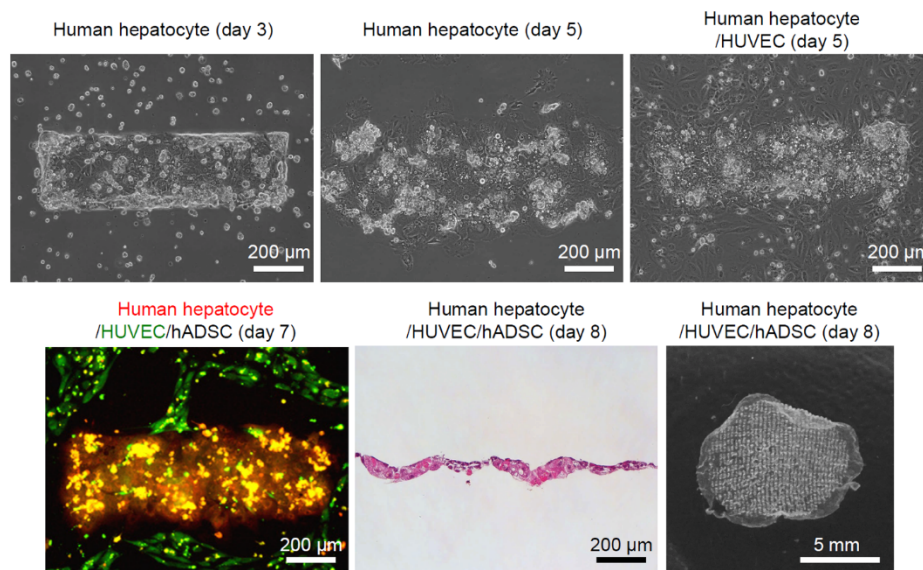 Human hepatocyte (day 3)
Human hepatocyte (day 5)
Human hepatocyte
/HUVEC (day 5)
200 µm
200 µm
200 µm
Human hepatocyte
/HUVEC/hADSC (day 7)
Human hepatocyte
/HUVEC/hADSC (day 8)
Human hepatocyte
/HUVEC/hADSC (day 8)
200 µm
200 µm
5 mm